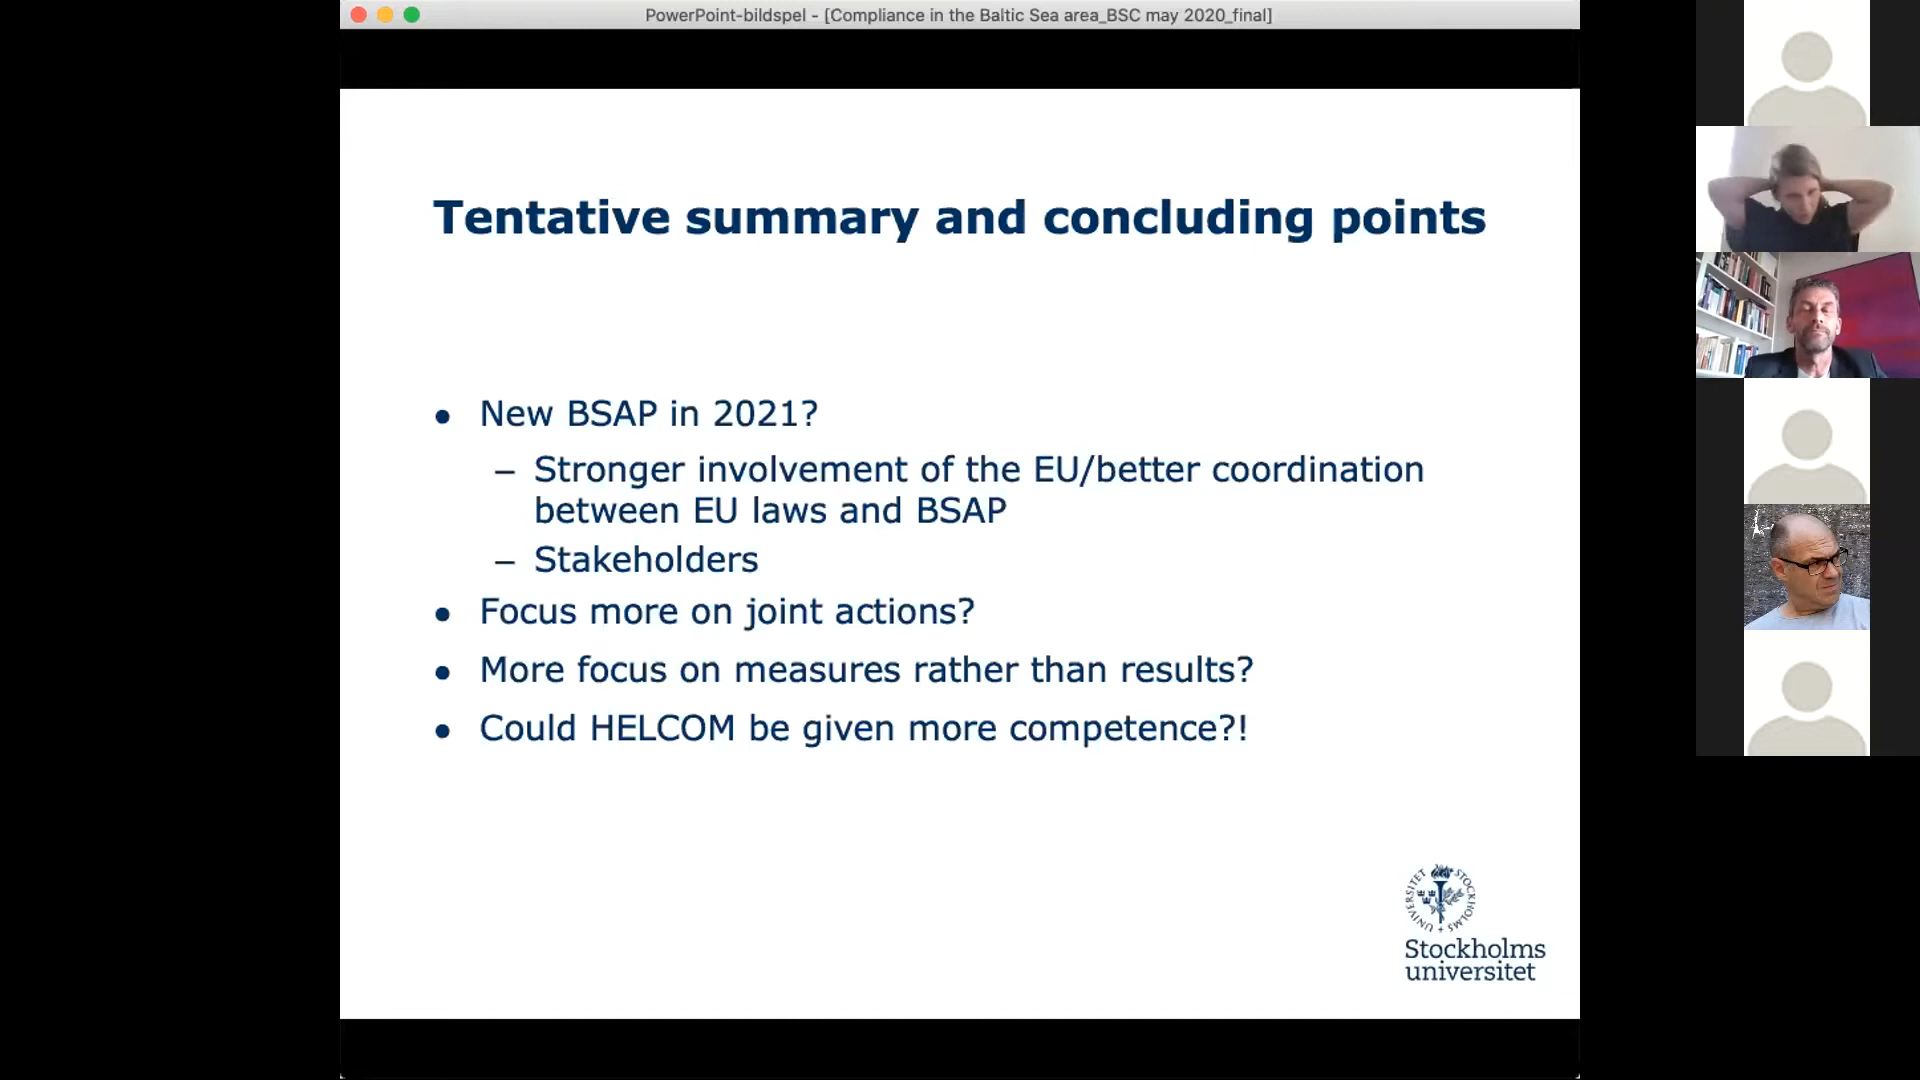 PowerPoint-bildspel - [Compliance in the Baltic Sea area_BSC may 2020_final]
Tentative summary and concluding points
• New BSAP in 2021?
– Stronger involvement of the EU/better coordination
between EU laws and BSAP
– Stakeholders
• Focus more on joint actions?
• More focus on measures rather than results?
• Could HELCOM be given more competence?!
STOCKHOLMS UNIVERSITET
Stockholms
universitet